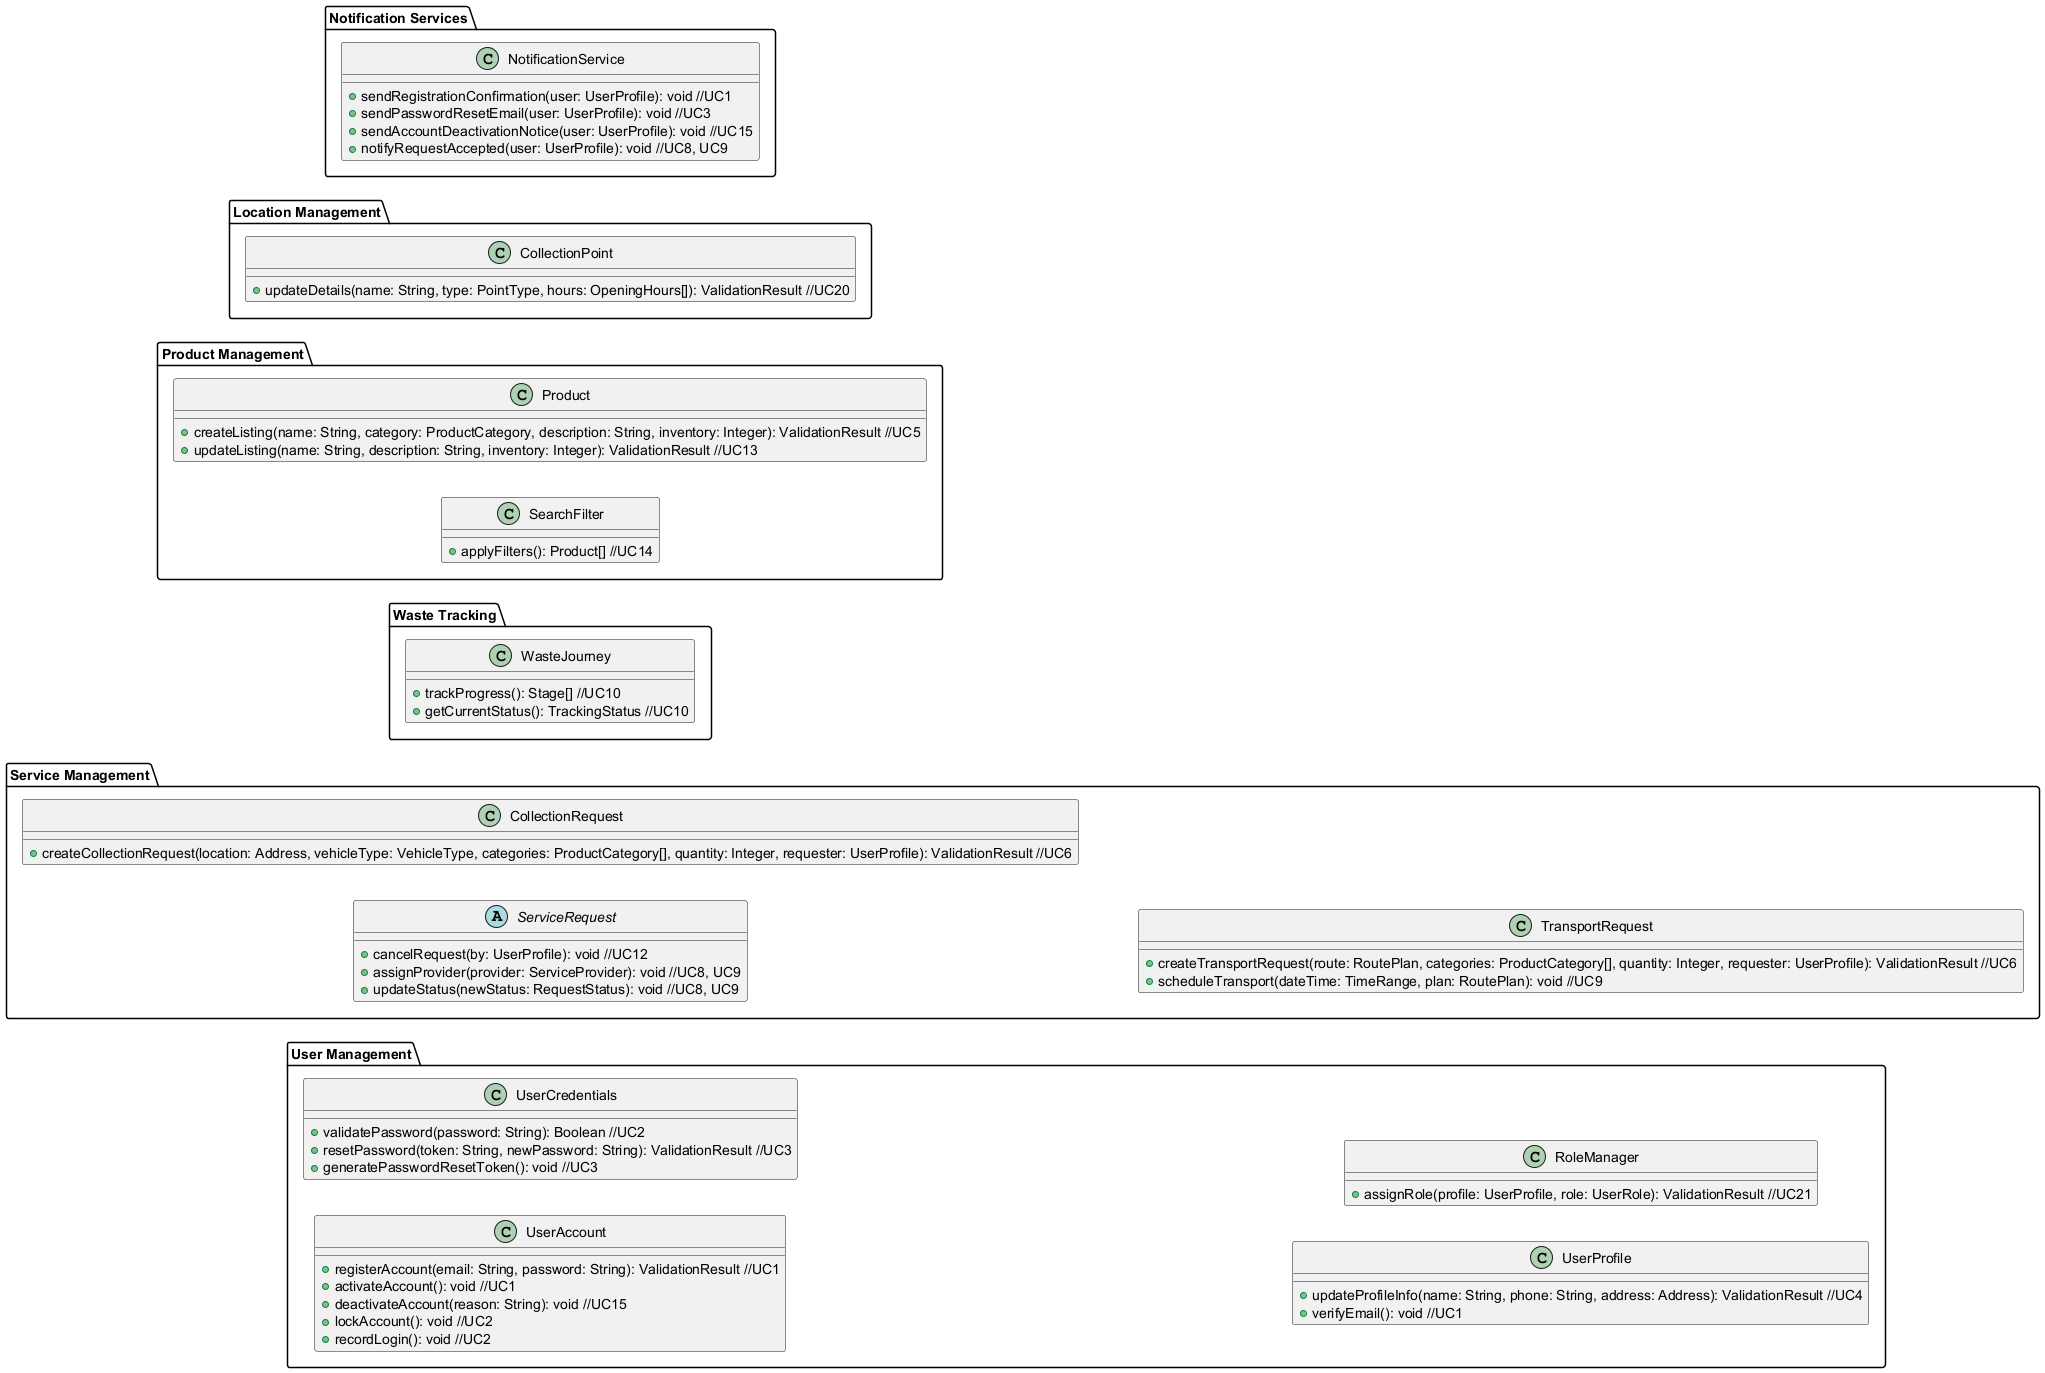 Notification Services
C NotificationService
sendRegistrationConfirmation(user: UserProfile): void //UC1
sendPasswordResetEmail(user: UserProfile): void //UC3
sendAccountDeactivationNotice(user: UserProfile): void //UC15
notifyRequestAccepted(user: UserProfile): void //UC8, UC9
Location Management
C CollectionPoint
updateDetails(name: String, type: PointType, hours: OpeningHours[]): ValidationResult //UC20
Product Management
C Product
createListing(name: String, category: ProductCategory, description: String, inventory: Integer): ValidationResult //UC5
updateListing(name: String, description: String, inventory: Integer): ValidationResult //UC13
C SearchFilter
applyFilters(): Product[] //UC14
Waste Tracking
C WasteJourney
trackProgress(): Stage[] //UC10
getCurrentStatus(): TrackingStatus //UC10
Service Management
C CollectionRequest
createCollectionRequest(location: Address, vehicleType: VehicleType, categories: ProductCategory[], quantity: Integer, requester: UserProfile): ValidationResult //UC6
A ServiceRequest
cancelRequest(by: UserProfile): void //UC12
assignProvider(provider: ServiceProvider): void //UC8, UC9
updateStatus(newStatus: RequestStatus): void //UC8, UC9
C TransportRequest
createTransportRequest(route: RoutePlan, categories: ProductCategory[], quantity: Integer, requester: UserProfile): ValidationResult //UC6
scheduleTransport(dateTime: TimeRange, plan: RoutePlan): void //UC9
User Management
C UserCredentials
validatePassword(password: String): Boolean //UC2
resetPassword(token: String, newPassword: String): ValidationResult //UC3
generatePasswordResetToken(): void //UC3
C RoleManager
assignRole(profile: UserProfile, role: UserRole): ValidationResult //UC21
C UserAccount
registerAccount(email: String, password: String): ValidationResult //UC1
activateAccount(): void //UC1
deactivateAccount(reason: String): void //UC15
lockAccount(): void //UC2
recordLogin(): void //UC2
C UserProfile
updateProfileInfo(name: String, phone: String, address: Address): ValidationResult //UC4
verifyEmail(): void //UC1